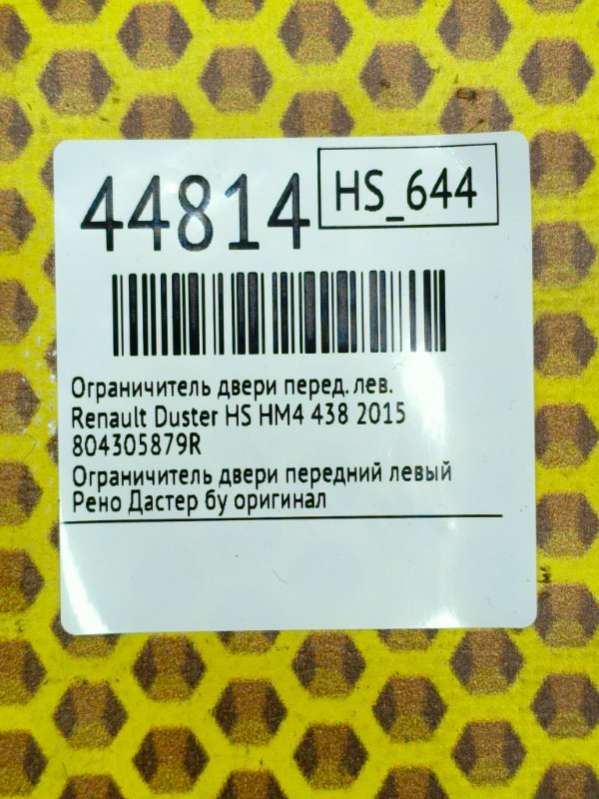 44814
HS_644
Ограничитель двери перед. лев.
Renault Duster HS HM4 438 2015
804305879R
Ограничитель двери передний левый
Рено Дастер бу оригинал